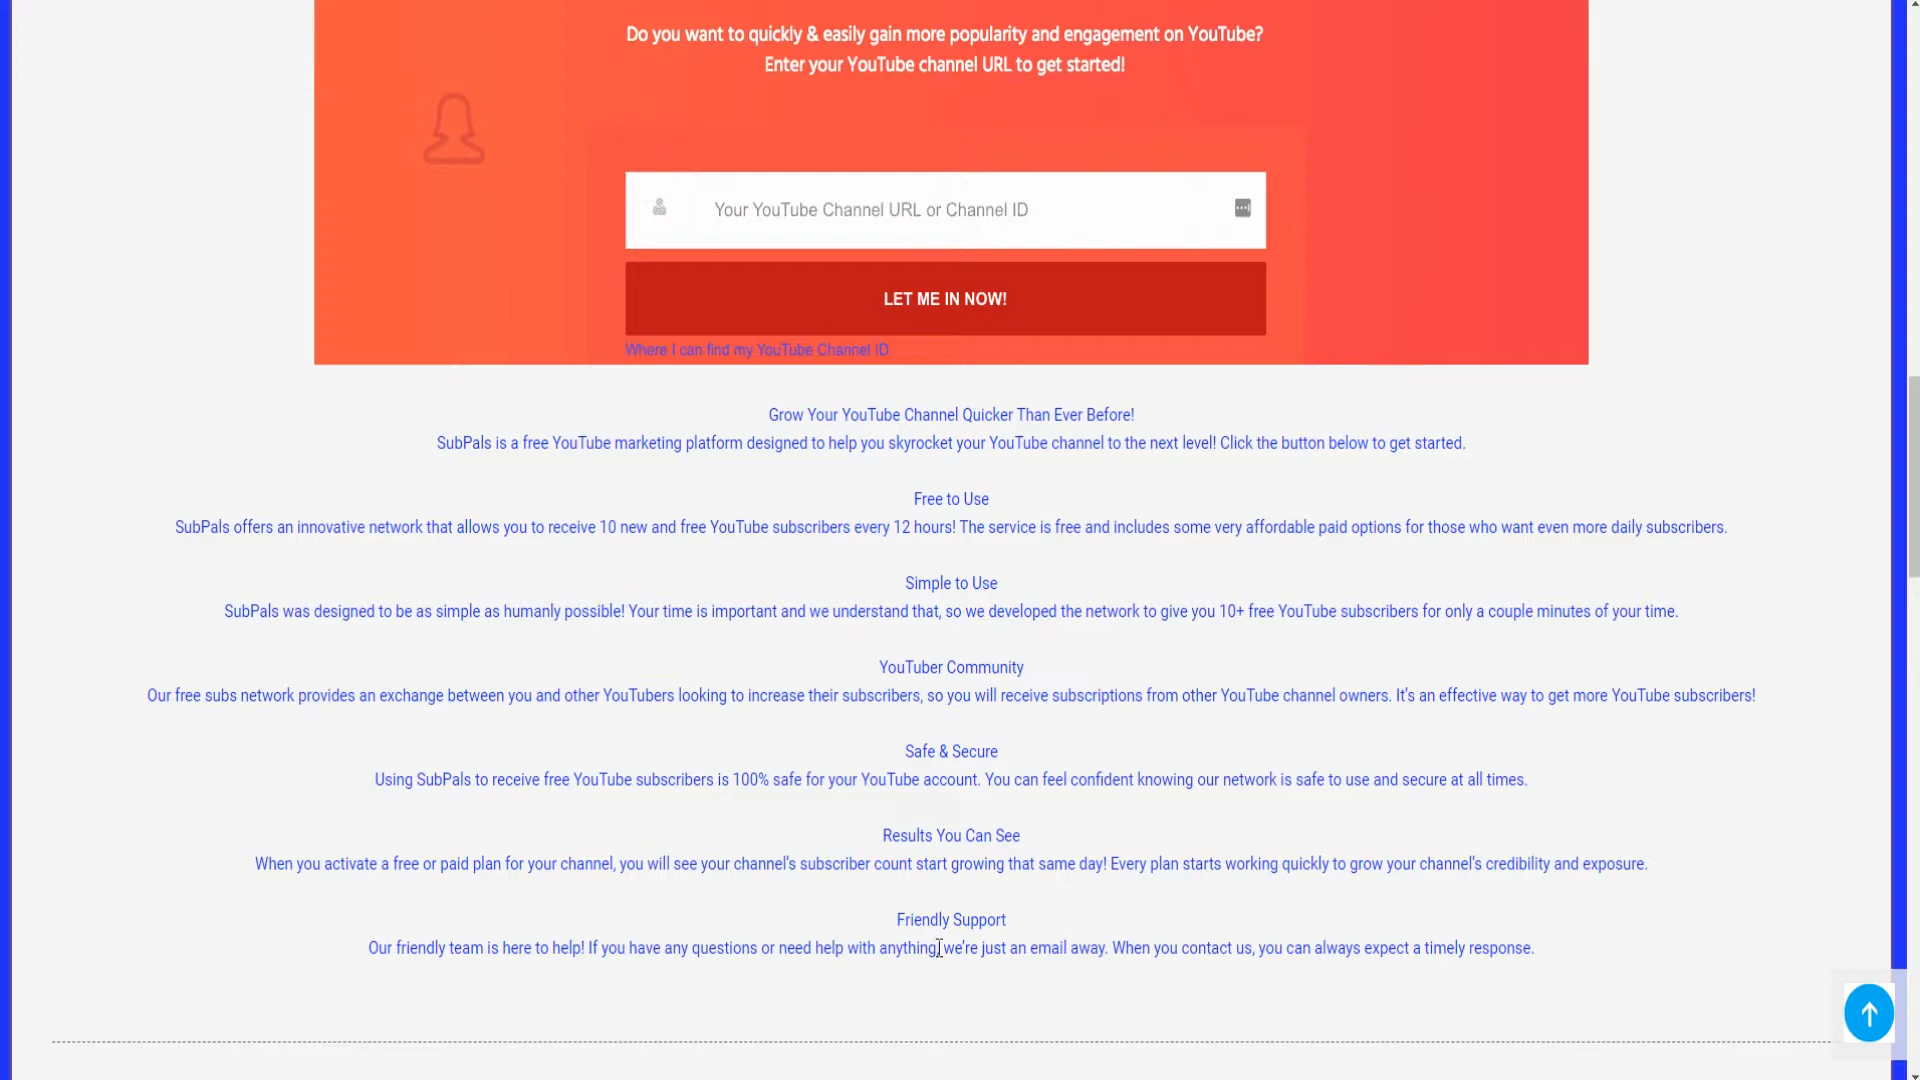 Do you want to quickly & easily gain more popularity and engagement on YouTube?
Enter your YouTube channel URL to get started!
Your YouTube Channel URL or Channel ID
LET ME IN NOW!
Where I can find my YouTube Channel ID
Grow Your YouTube Channel Quicker Than Ever Before!
SubPals is a free YouTube marketing platform designed to help you skyrocket your YouTube channel to the next level! Click the button below to get started.
Free to Use
SubPals offers an innovative network that allows you to receive 10 new and free YouTube subscribers every 12 hours! The service is free and includes some very affordable paid options for those who want even more daily subscribers.
Simple to Use
SubPals was designed to be as simple as humanly possible! Your time is important and we understand that, so we developed the network to give you 10+ free YouTube subscribers for only a couple minutes of your time.
YouTuber Community
Our free subs network provides an exchange between you and other YouTubers looking to increase their subscribers, so you will receive subscriptions from other YouTube channel owners. It's an effective way to get more YouTube subscribers!
Safe & Secure
Using SubPals to receive free YouTube subscribers is 100% safe for your YouTube account. You can feel confident knowing our network is safe to use and secure at all times.
Results You Can See
When you activate a free or paid plan for your channel, you will see your channel's subscriber count start growing that same day! Every plan starts working quickly to grow your channel's credibility and exposure.
Friendly Support
Our friendly team is here to help! If you have any questions or need help with anything, we're just an email away. When you contact us, you can always expect a timely response.